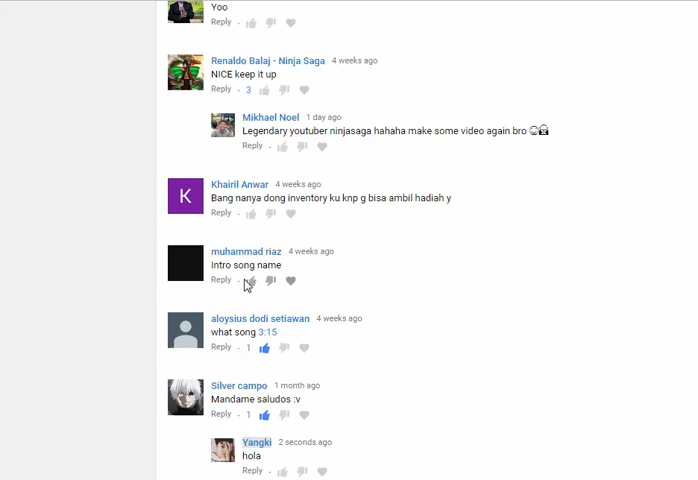 Yoo
Reply
Renaldo Balaj - Ninja Saga 4 weeks ago
NICE keep it up
Reply · 3
Mikhael Noel 1 day ago
Legendary youtuber ninjasaga hahaha make some video again bro
Reply ·
K
Khairil Anwar 4 weeks ago
Bang nanya dong inventory ku knp g bisa ambil hadiah y
Reply ·
muhammad riaz 4 weeks ago
Intro song name
Reply ·
aloysius dodi setiawan 4 weeks ago
what song 3:15
Reply · 1
Silver campo 1 month ago
Mandame saludos :v
Reply · 1
Yangki 2 seconds ago
hola
Reply ·